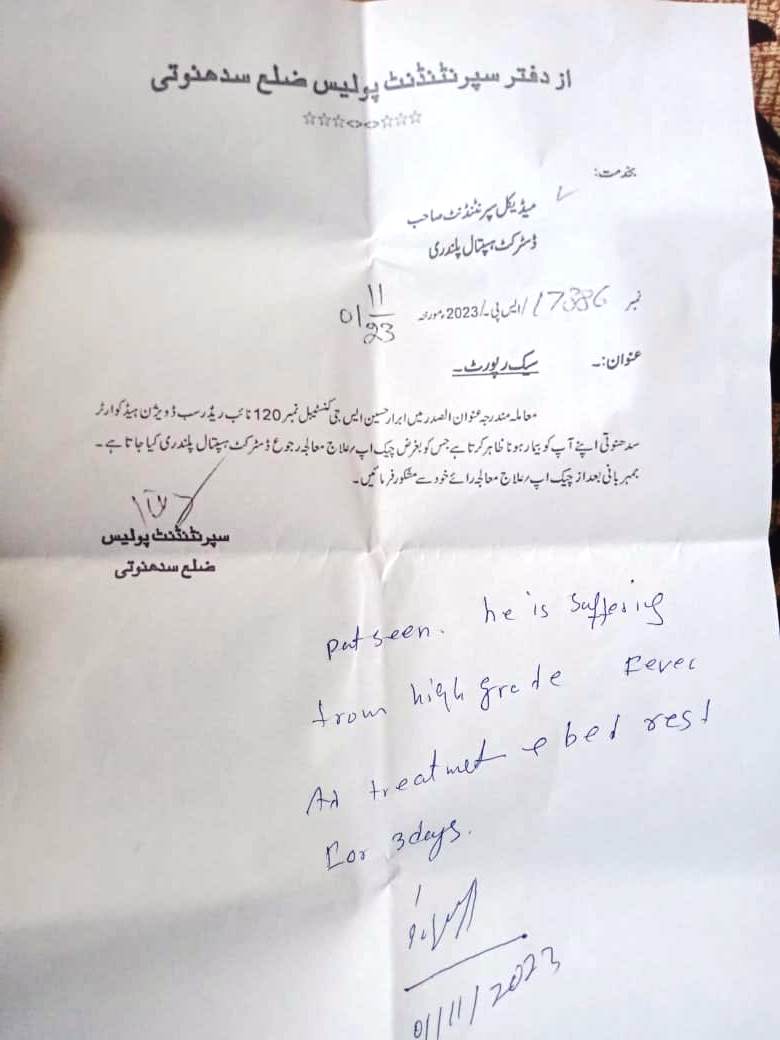 از دفتر سپرنٹنڈنٹ پولیس ضلع سدھنوتی
☆☆☆<><>☆☆☆
بخدمت:
میڈیکل سپرنٹنڈنٹ صاحب
ڈسٹرکٹ ہسپتال پلندری
نمبر 17386/ایس پی۔/2023 مورخہ 01/11/23
عنوان:۔ سِک رپورٹ۔
معاملہ مندرجہ عنوان الصدر میں ابرار حسین ایس جی کنسٹیبل نمبر 120 نائب ریڈر سب ڈویژن ہیڈ کوارٹر
سدھنوتی اپنے آپ کو بیمار ہونا ظاہر کرتا ہے جس کو بغرض چیک اپ/علاج معالجہ رجوع ڈسٹرکٹ ہسپتال پلندری کیا جاتا ہے۔
بمہربانی بعد از چیک اپ/علاج معالجہ رائے خود سے مشکور فرمائیں۔
سپرنٹنڈنٹ پولیس
ضلع سدھنوتی
pat seen. he is suffering
from high grade Fever
Ad treatmet e bed rest
For 3 days.
01/11/2023